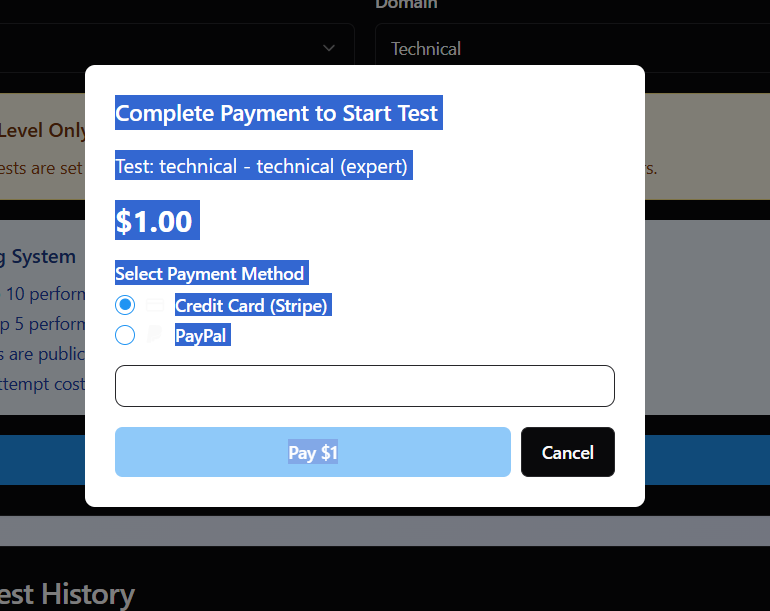 Domain
Technical
Level Only
ests are set
rs.
Complete Payment to Start Test
Test: technical - technical (expert)
$1.00
Select Payment Method
Credit Card (Stripe)
PayPal
Pay $1
Cancel
g System
10 perform
p 5 perform
s are public
ttempt cost
est History